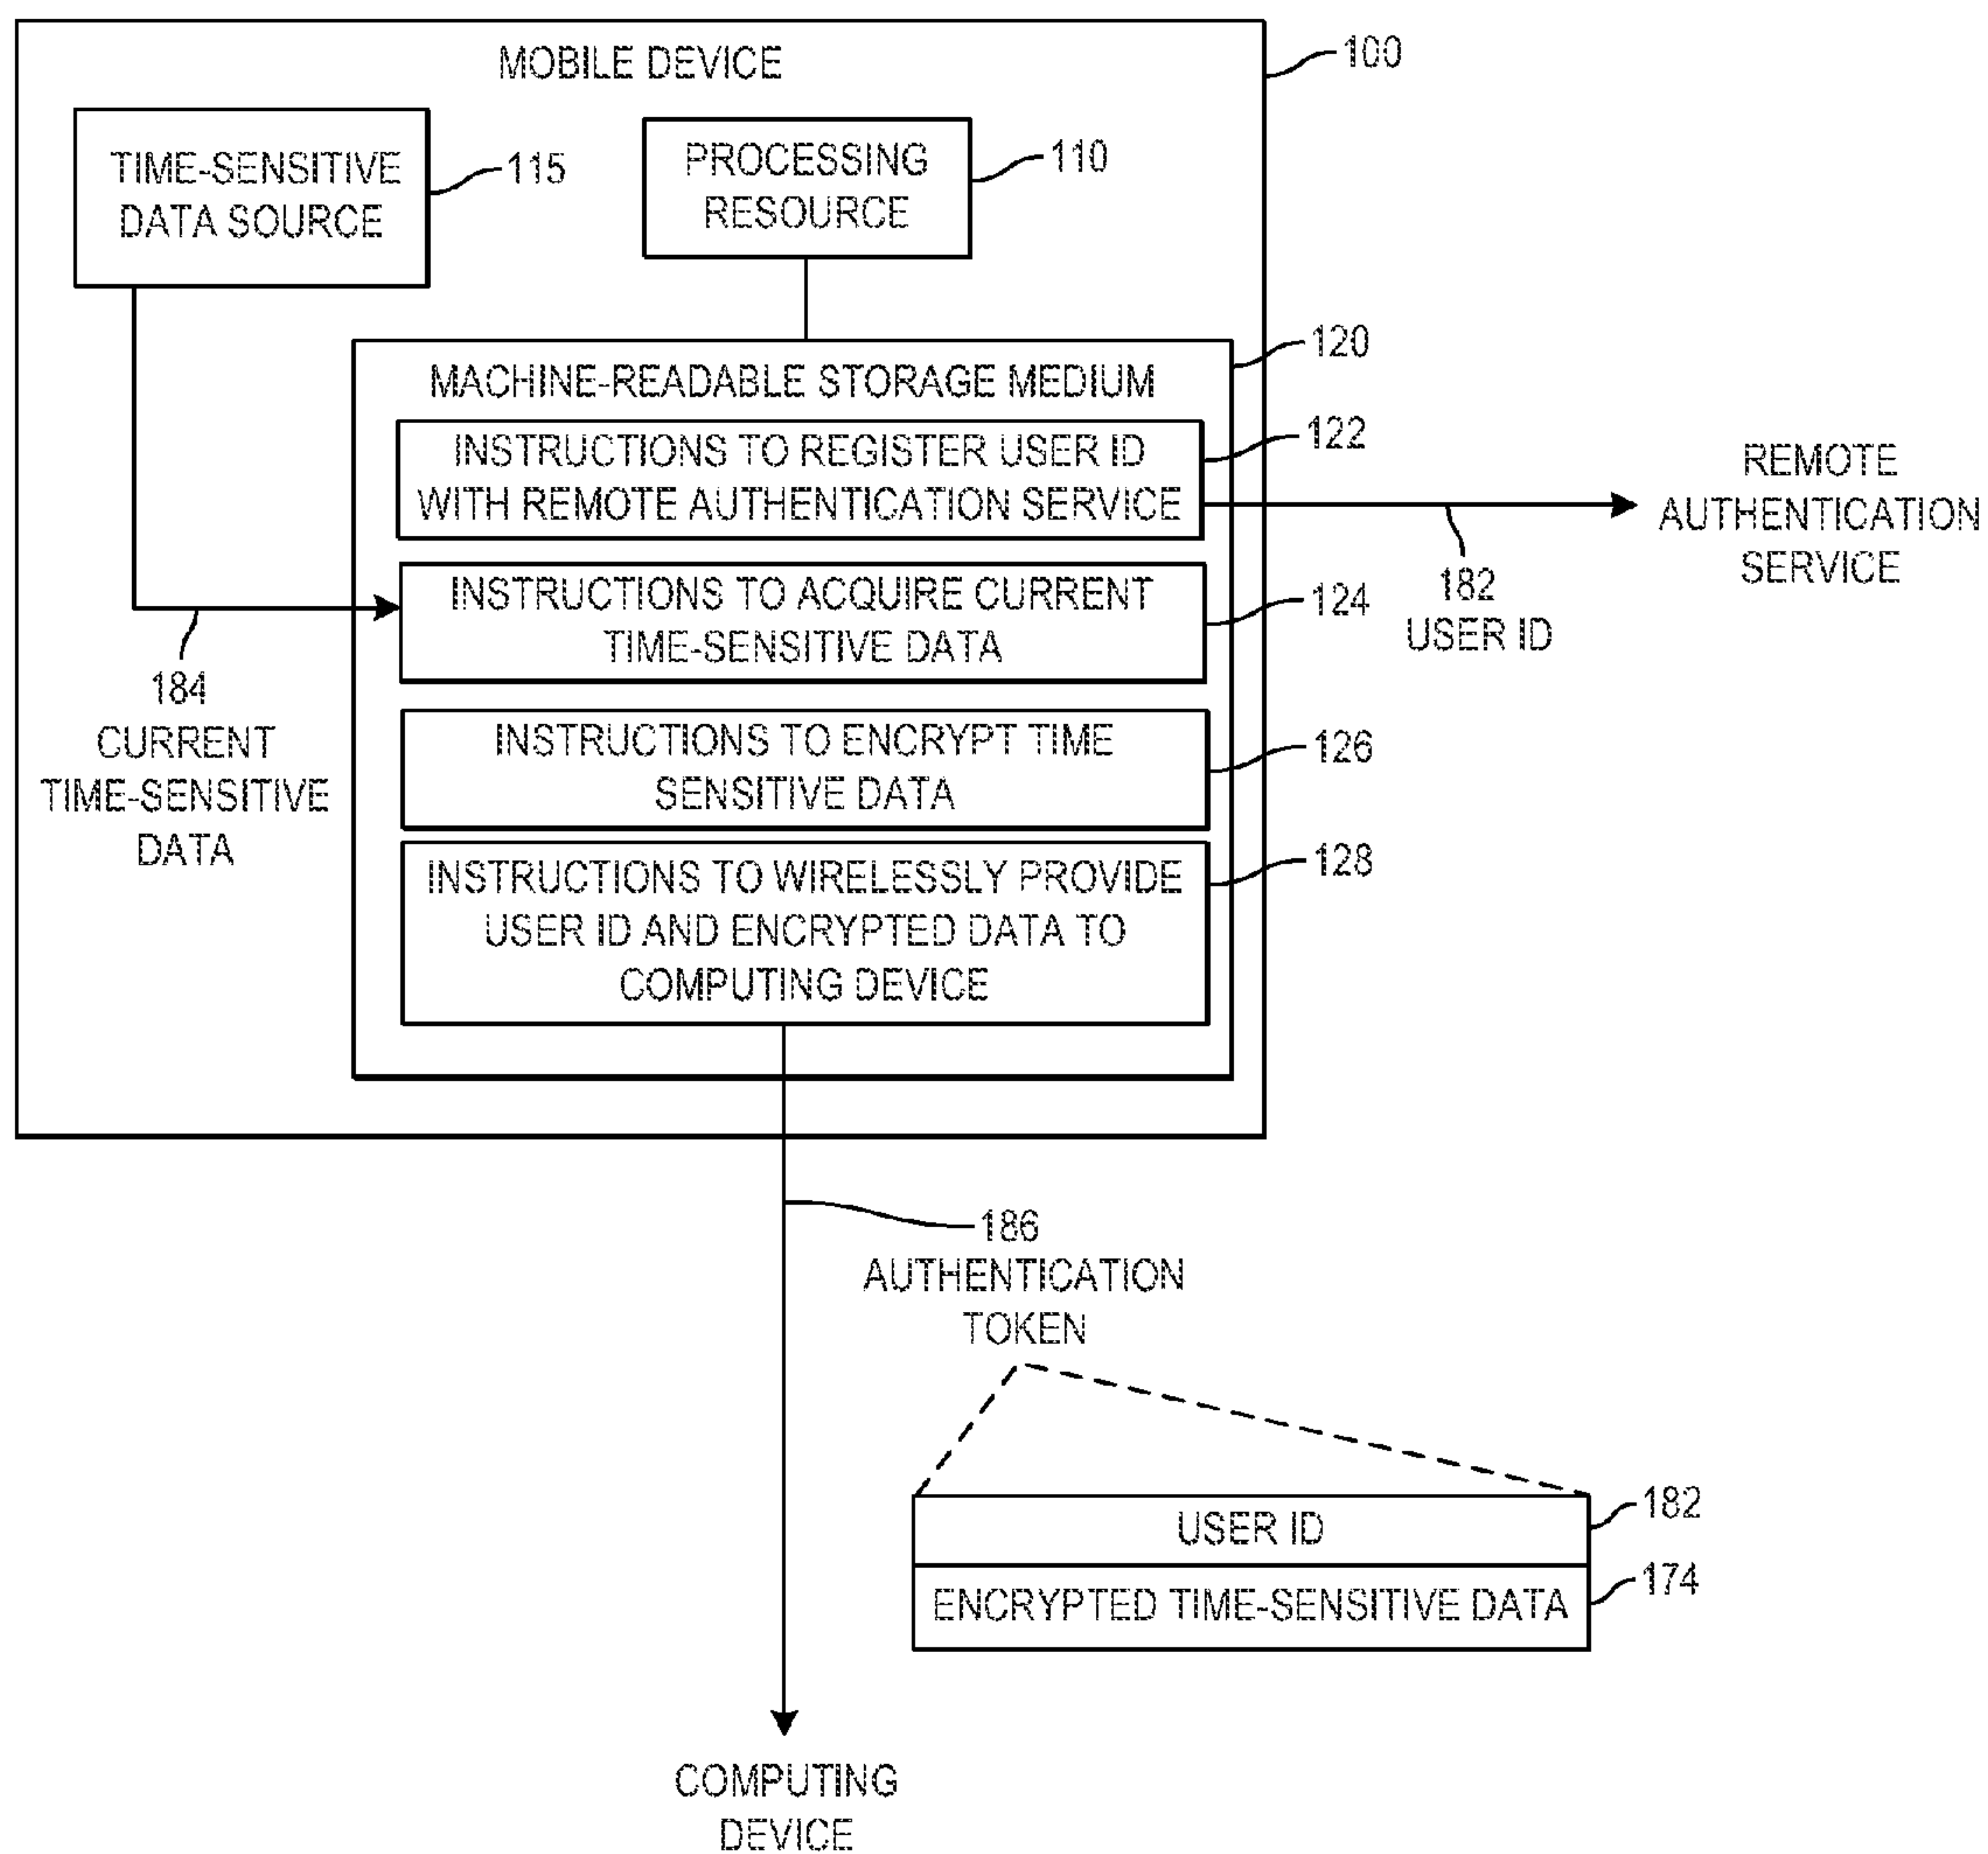 MOBILE DEVICE
100
TIME-SENSITIVE
DATA SOURCE
115
PROCESSING
RESOURCE
110
120
MACHINE-READABLE STORAGE MEDIUM
INSTRUCTIONS TO REGISTER USER ID
WITH REMOTE AUTHENTICATION SERVICE
122
REMOTE
AUTHENTICATION
SERVICE
182
USER ID
INSTRUCTIONS TO ACQUIRE CURRENT
TIME-SENSITIVE DATA
124
184
CURRENT
TIME-SENSITIVE
DATA
INSTRUCTIONS TO ENCRYPT TIME
SENSITIVE DATA
126
INSTRUCTIONS TO WIRELESSLY PROVIDE
USER ID AND ENCRYPTED DATA TO
COMPUTING DEVICE
128
186
AUTHENTICATION
TOKEN
USER ID
182
ENCRYPTED TIME-SENSITIVE DATA
174
COMPUTING
DEVICE